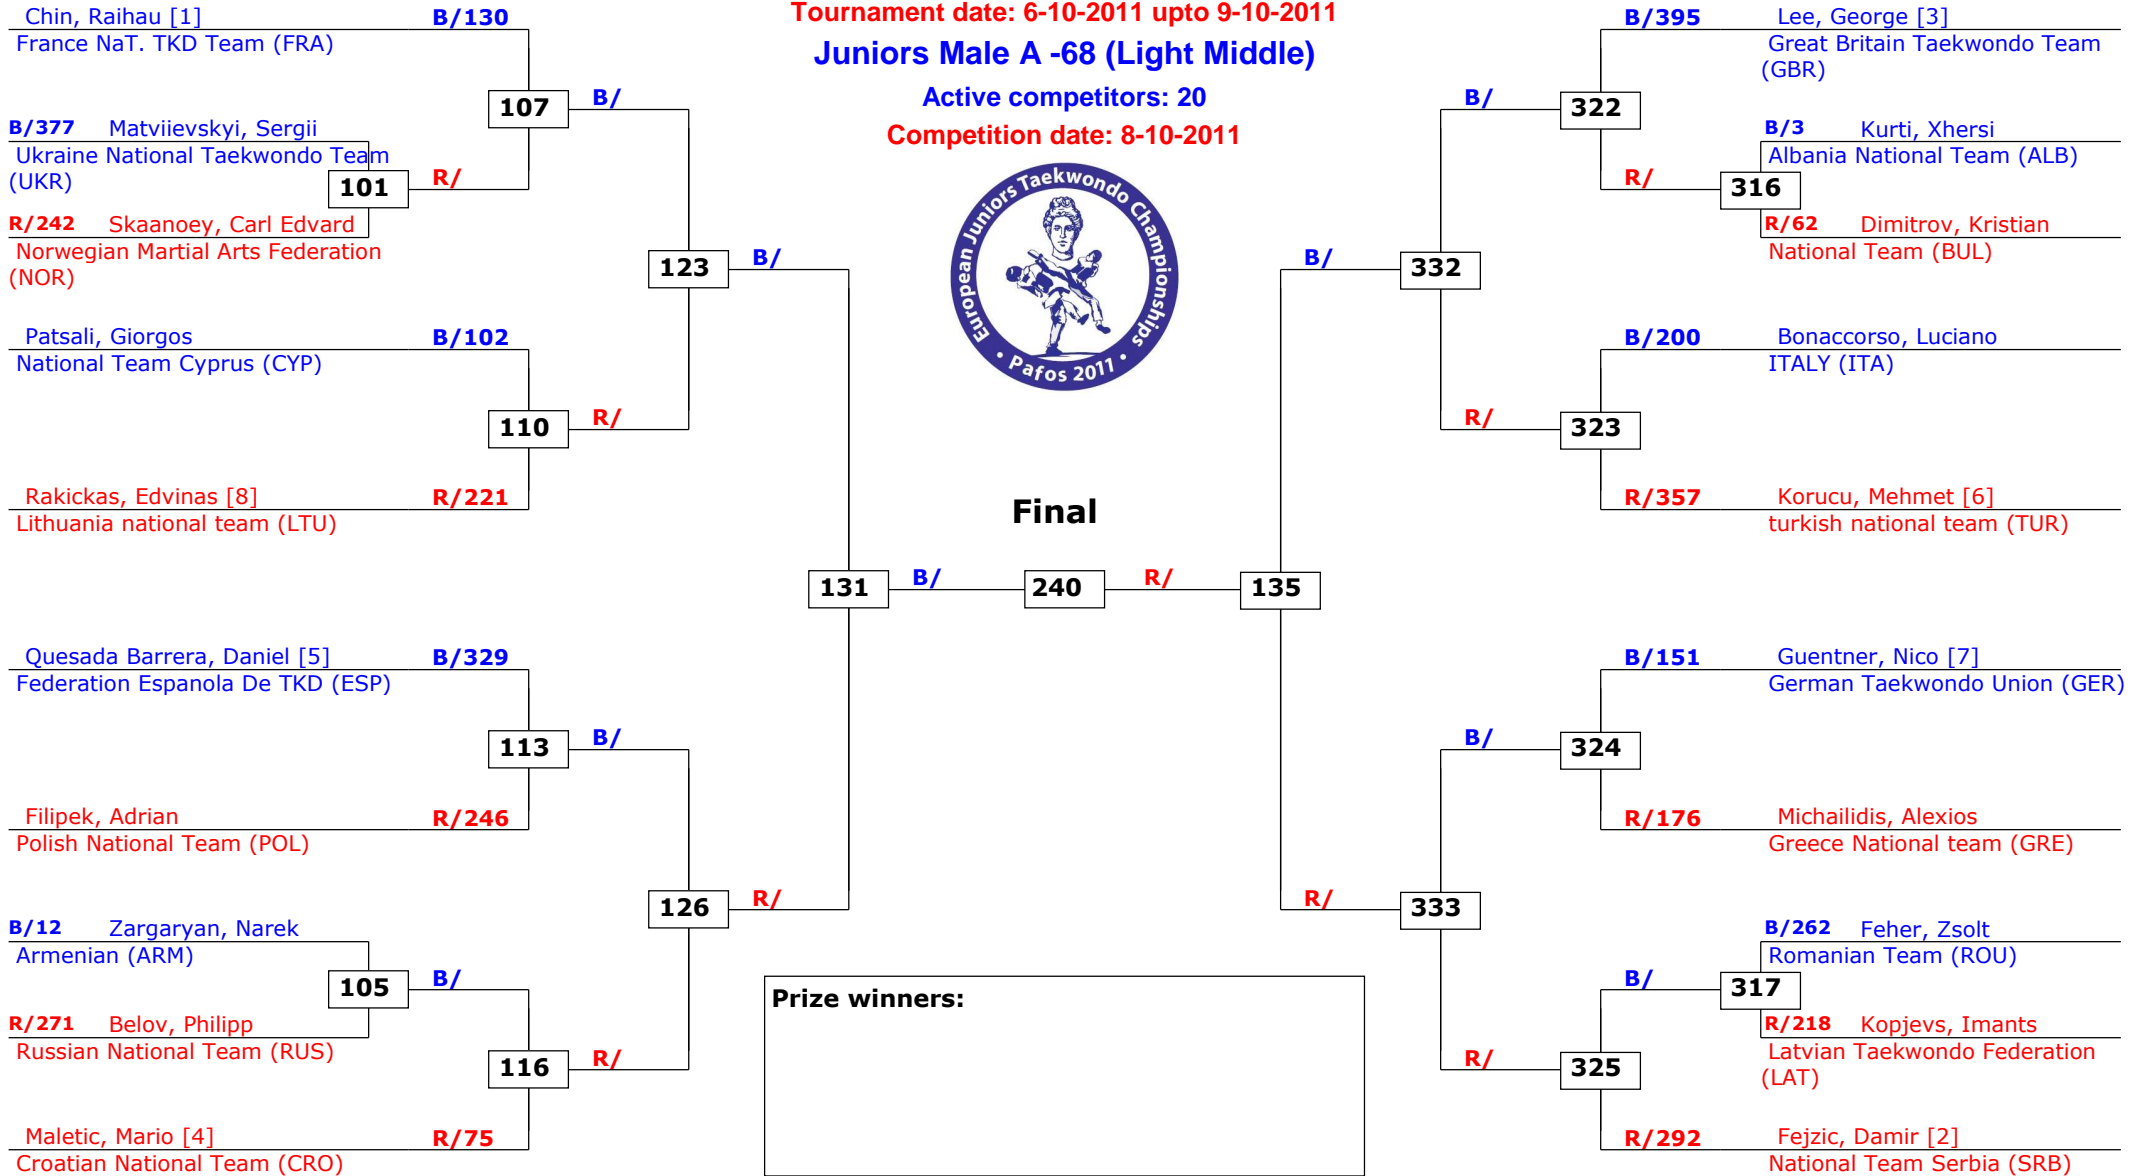 Tournament date: 6-10-2011 upto 9-10-2011
Juniors Male A -68 (Light Middle)
Active competitors: 20
Competition date: 8-10-2011
European Juniors Taekwondo Championships
• Pafos 2011 •
Chin, Raihau [1] B/130
France NaT. TKD Team (FRA)
107 B/
B/377 Matviievskyi, Sergii
Ukraine National Taekwondo Team
(UKR)
101 R/
R/242 Skaanoey, Carl Edvard
Norwegian Martial Arts Federation
(NOR)
123 B/
Patsali, Giorgos B/102
National Team Cyprus (CYP)
110 R/
Rakickas, Edvinas [8] R/221
Lithuania national team (LTU)
Final
131 B/ 240 R/ 135
Quesada Barrera, Daniel [5] B/329
Federation Espanola De TKD (ESP)
113 B/
Filipek, Adrian R/246
Polish National Team (POL)
126 R/
B/12 Zargaryan, Narek
Armenian (ARM)
105 B/
R/271 Belov, Philipp
Russian National Team (RUS)
116 R/
Maletic, Mario [4] R/75
Croatian National Team (CRO)
B/395 Lee, George [3]
Great Britain Taekwondo Team
(GBR)
B/ 322
B/3 Kurti, Xhersi
Albania National Team (ALB)
R/ 316
R/62 Dimitrov, Kristian
National Team (BUL)
B/ 332
B/200 Bonaccorso, Luciano
ITALY (ITA)
R/ 323
R/357 Korucu, Mehmet [6]
turkish national team (TUR)
B/151 Guentner, Nico [7]
German Taekwondo Union (GER)
B/ 324
R/176 Michailidis, Alexios
Greece National team (GRE)
R/ 333
B/262 Feher, Zsolt
Romanian Team (ROU)
B/ 317
R/218 Kopjevs, Imants
Latvian Taekwondo Federation
(LAT)
R/ 325
R/292 Fejzic, Damir [2]
National Team Serbia (SRB)
Prize winners: